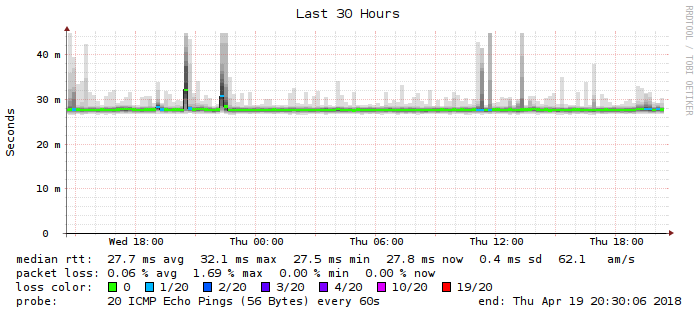 Last 30 Hours
RRDTOOL / TOBI OETIKER
Seconds
40 m
30 m
20 m
10 m
0
Wed 18:00 Thu 00:00 Thu 06:00 Thu 12:00 Thu 18:00
median rtt: 27.7 ms avg 32.1 ms max 27.5 ms min 27.8 ms now 0.4 ms sd 62.1 am/s
packet loss: 0.06 % avg 1.69 % max 0.00 % min 0.00 % now
loss color: 0 1/20 2/20 3/20 4/20 10/20 19/20
probe: 20 ICMP Echo Pings (56 Bytes) every 60s end: Thu Apr 19 20:30:06 2018